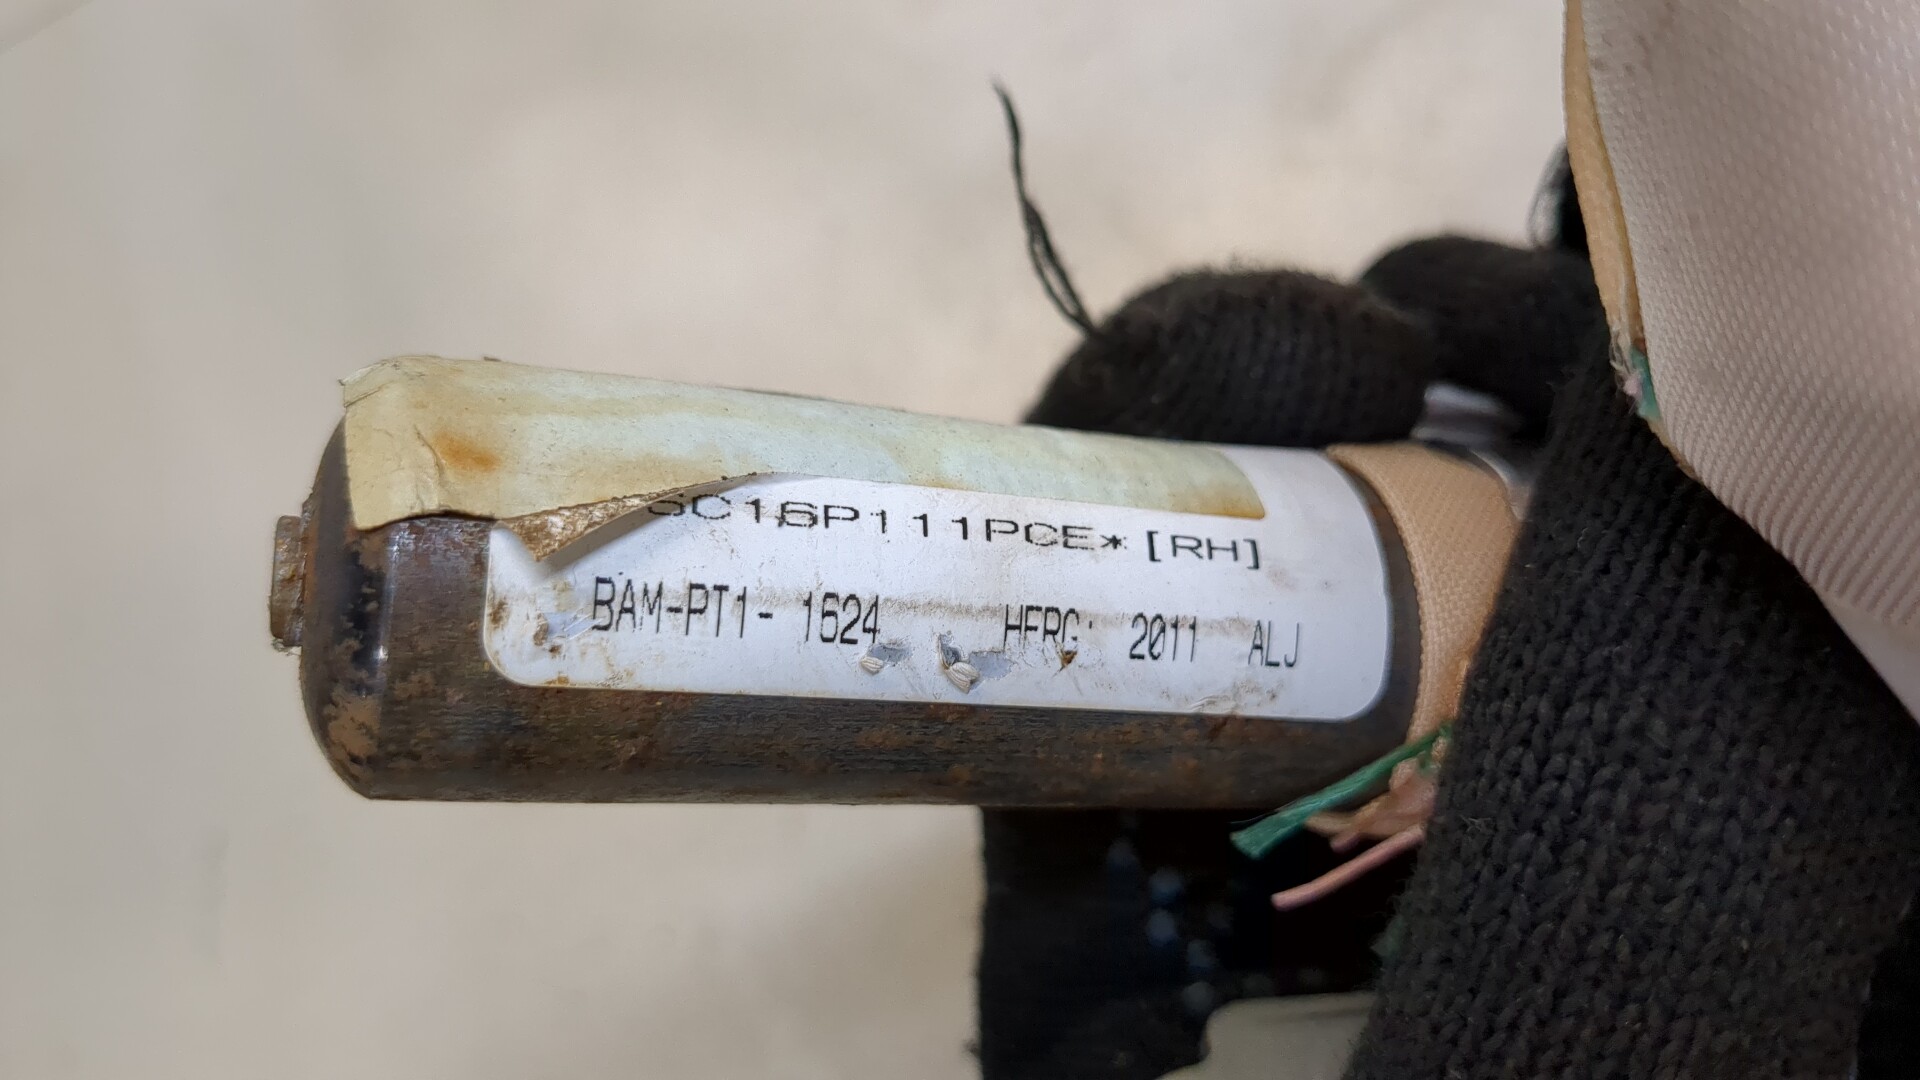 SC16P111PCE* [RH]
BAM-PT1- 1624 HFRG: 2011 ALJ